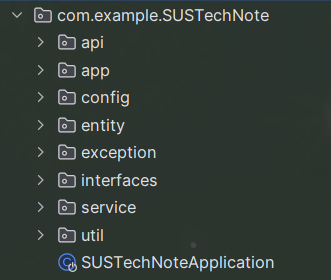 com.example.SUSTechNote
api
app
config
entity
exception
interfaces
service
util
SUSTechNoteApplication